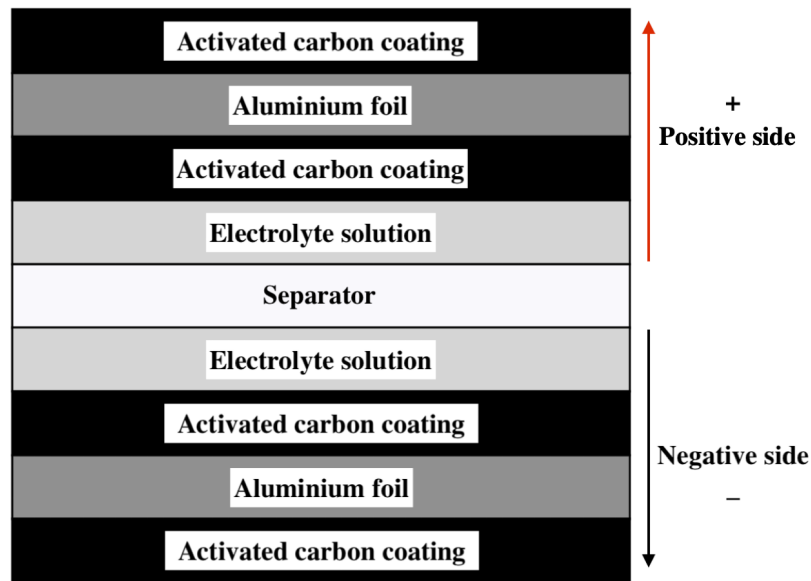 Activated carbon coating
Aluminium foil
+
Positive side
Activated carbon coating
Electrolyte solution
Separator
Electrolyte solution
Activated carbon coating
Negative side
Aluminium foil
–
Activated carbon coating